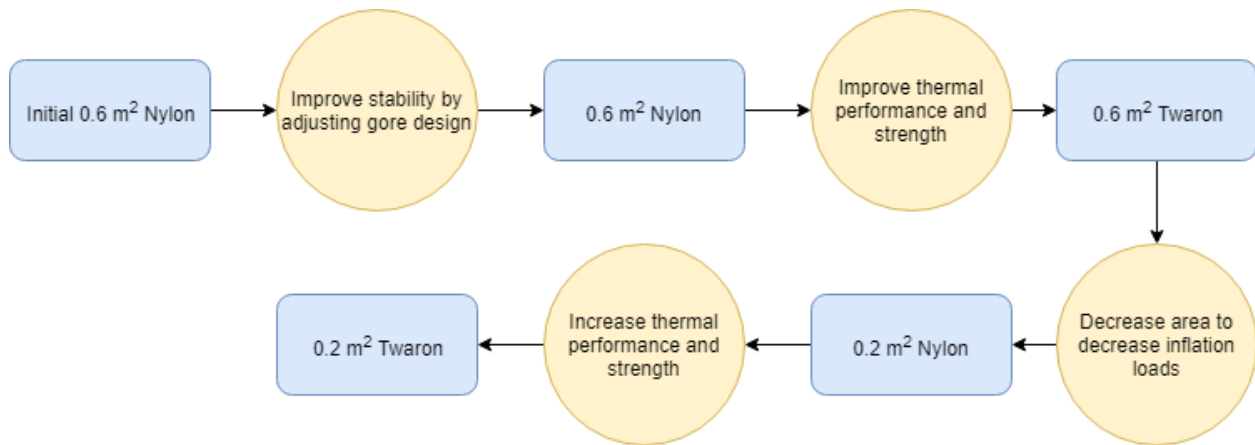 Initial 0.6 m² Nylon
Improve stability by
adjusting gore design
0.6 m² Nylon
Improve thermal
performance and
strength
0.6 m² Twaron
Decrease area to
decrease inflation
loads
0.2 m² Nylon
Increase thermal
performance and
strength
0.2 m² Twaron